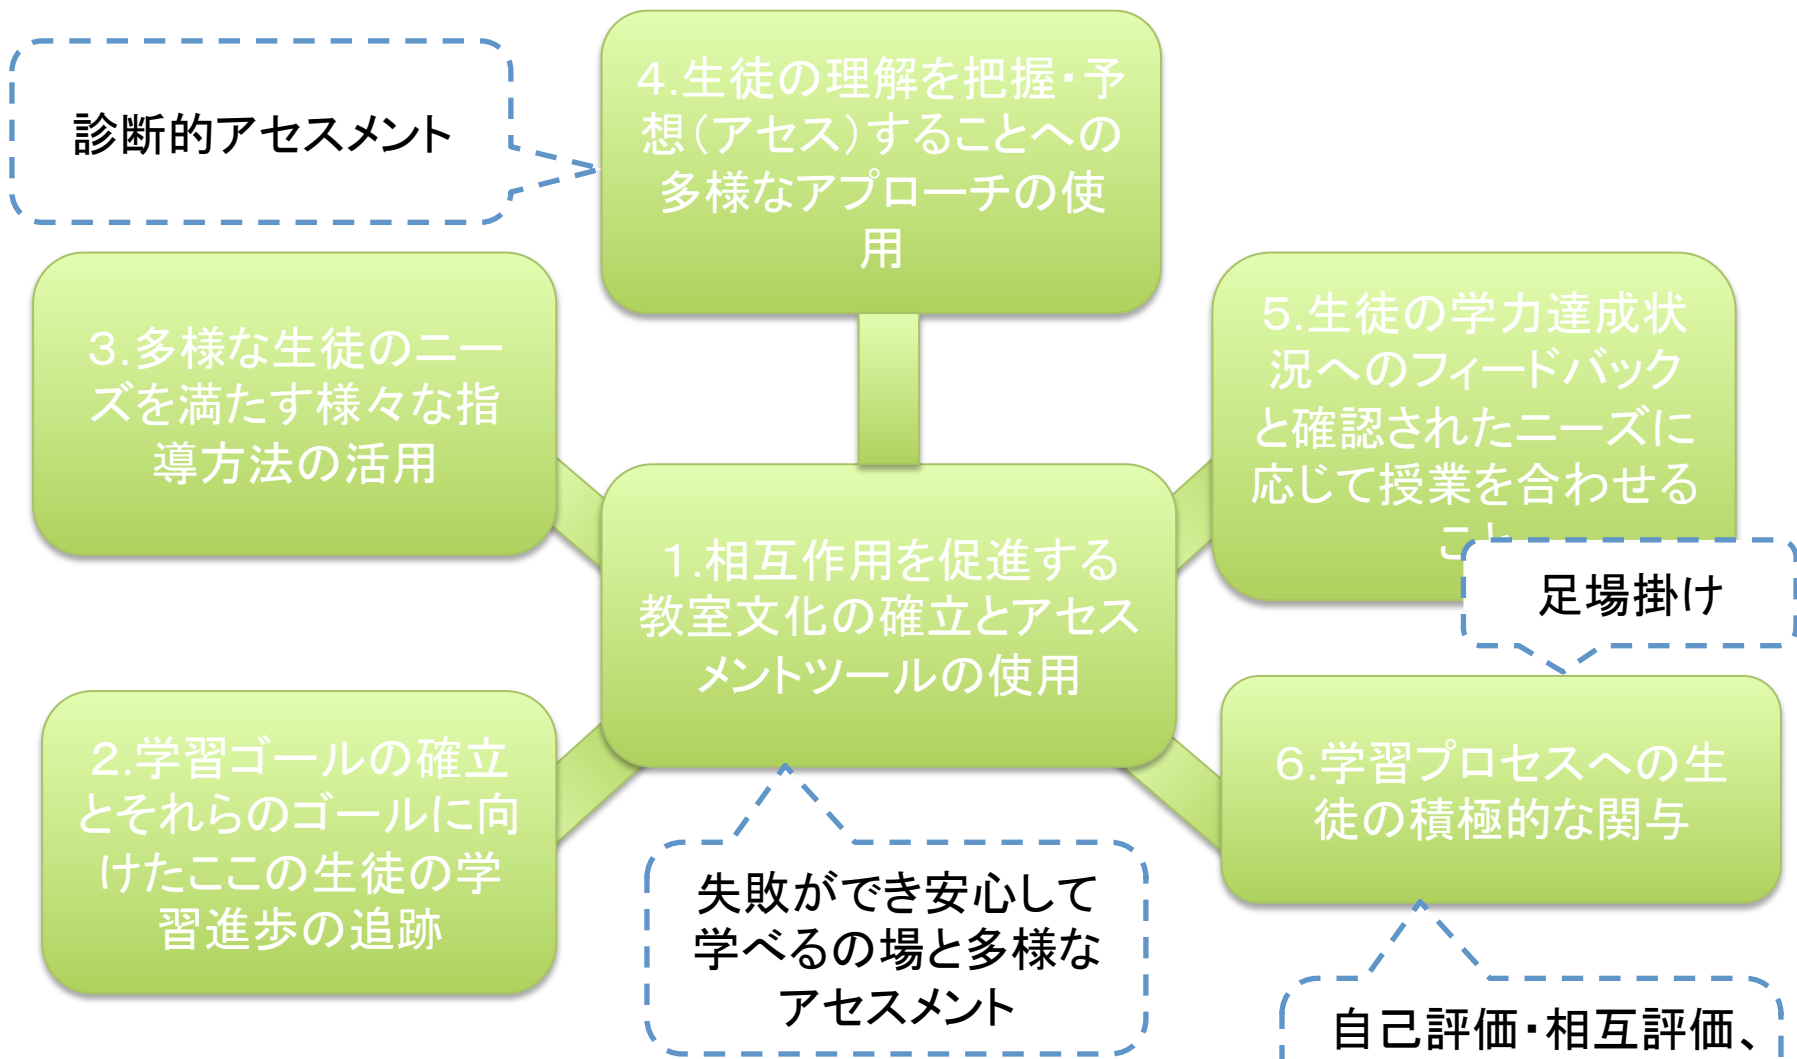 診断的アセスメント
４.生徒の理解を把握・予
想（アセス）することへの
多様なアプローチの使
用
３.多様な生徒のニー
ズを満たす様々な指
導方法の活用
５.生徒の学力達成状
況へのフィードバック
と確認されたニーズに
応じて授業を合わせる
こと
足場掛け
１.相互作用を促進する
教室文化の確立とアセス
メントツールの使用
２.学習ゴールの確立
とそれらのゴールに向
けたここの生徒の学
習進歩の追跡
６.学習プロセスへの生
徒の積極的な関与
失敗ができ安心して
学べるの場と多様な
アセスメント
自己評価・相互評価、